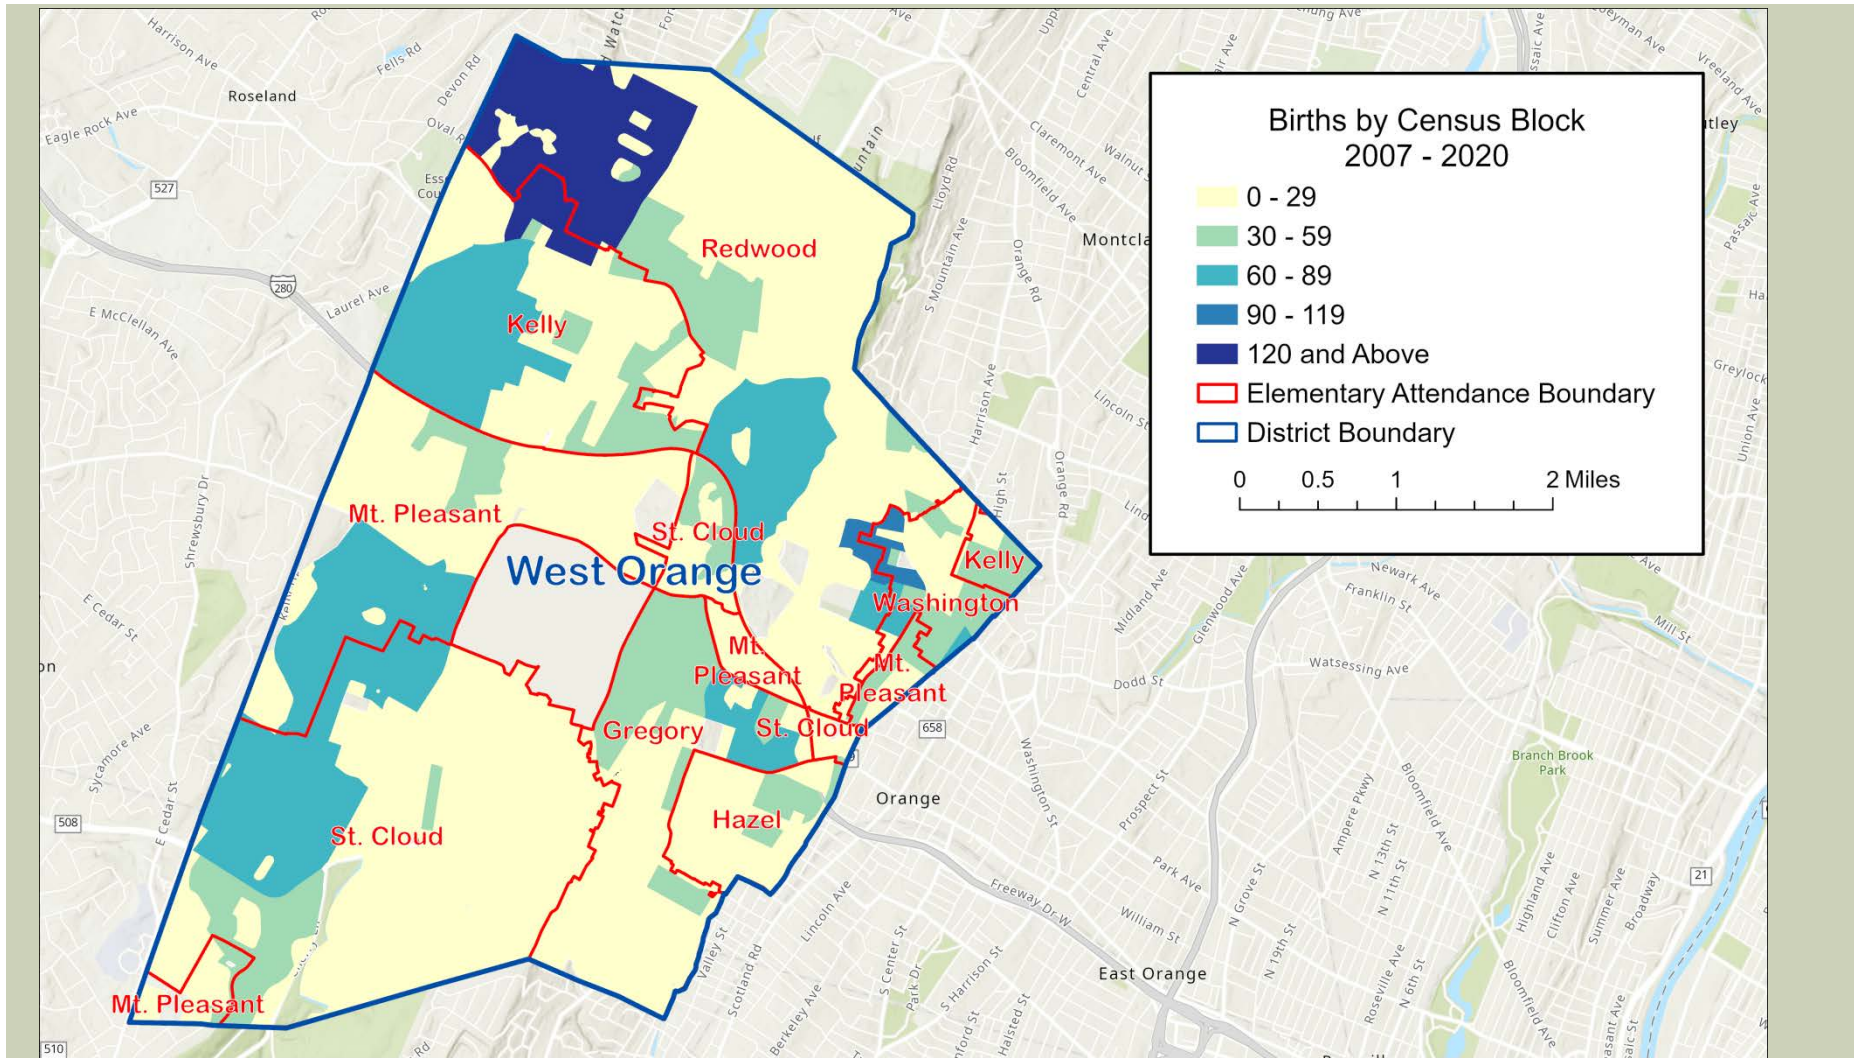 Births by Census Block
2007 - 2020
0 - 29
30 - 59
60 - 89
90 - 119
120 and Above
Elementary Attendance Boundary
District Boundary
0 0.5 1 2 Miles
West Orange
Redwood
Kelly
Mt. Pleasant
St. Cloud
Kelly
Washington
Mt.
Pleasant
Mt.
Pleasant
Gregory
St. Cloud
Hazel
St. Cloud
Mt. Pleasant
Roseland
Harrison Ave
Fells Rd
Devon Rd
Eagle Rock Ave
527
280
Laurel Ave
E McClellan Ave
Shrewsbury Dr
E Cedar St
Sycamore Ave
E Cedar St
508
510
Central Ave
Claremont Ave
Bloomfield Ave
Lloyd Rd
S Mountain Ave
Orange Rd
Harrison Ave
Lincoln St
Orange Rd
High St
Midland Ave
Glenwood Ave
Newark Ave
Franklin St
Mill St
Watsessing Ave
Dodd St
658
Washington St
Prospect St
Orange
Park Ave
Freeway Dr W
William St
Lincoln Ave
Valley St
Scotland Rd
Berkeley Ave
S Center St
Park Dr
S Harrison St
Halsted St
East Orange
N Grove St
N 19th St
Ampere Pkwy
N 13th St
N 11th St
Bloomfield Ave
Branch Brook
Park
Highland Ave
Clifton Ave
Summer Ave
Broadway
21
Roseville Ave
N 6th St
Bloomfield Ave
Vreeland Ave
Passaic Ave
Union Ave